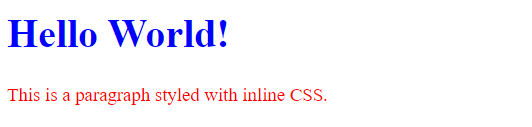 Hello World!
This is a paragraph styled with inline CSS.